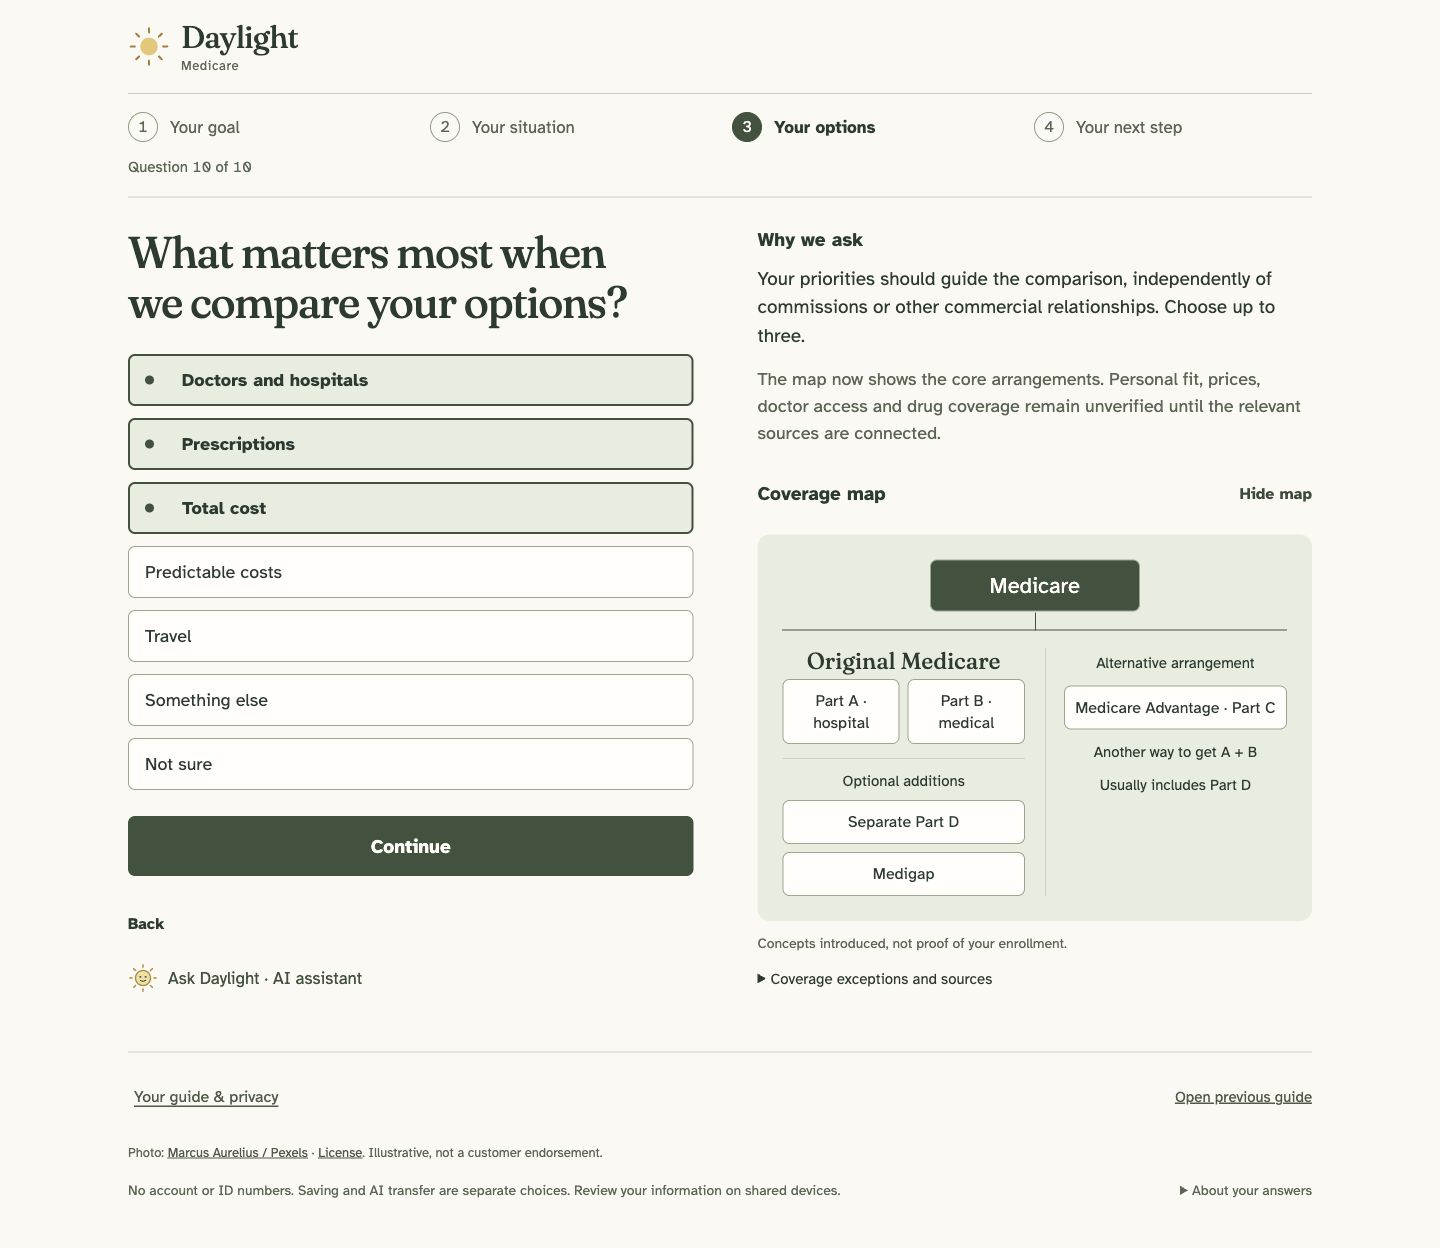 Daylight
Medicare
1 Your goal
2 Your situation
3 Your options
4 Your next step
Question 10 of 10
What matters most when
we compare your options?
Doctors and hospitals
Prescriptions
Total cost
Predictable costs
Travel
Something else
Not sure
Continue
Back
Ask Daylight · AI assistant
Why we ask
Your priorities should guide the comparison, independently of
commissions or other commercial relationships. Choose up to
three.
The map now shows the core arrangements. Personal fit, prices,
doctor access and drug coverage remain unverified until the relevant
sources are connected.
Coverage map
Hide map
Medicare
Original Medicare
Part A ·
hospital
Part B ·
medical
Optional additions
Separate Part D
Medigap
Alternative arrangement
Medicare Advantage · Part C
Another way to get A + B
Usually includes Part D
Concepts introduced, not proof of your enrollment.
▶ Coverage exceptions and sources
Your guide & privacy
Open previous guide
Photo: Marcus Aurelius / Pexels · License. Illustrative, not a customer endorsement.
No account or ID numbers. Saving and AI transfer are separate choices. Review your information on shared devices.
▶ About your answers